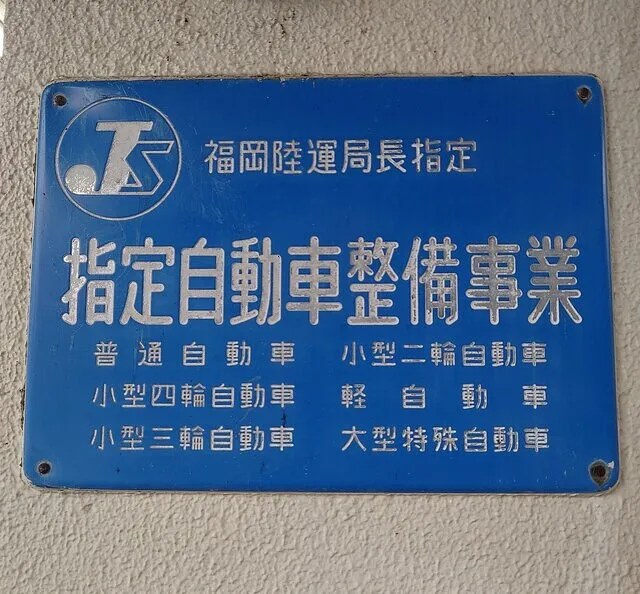 JS
福岡陸運局長指定
指定自動車整備事業
普通自動車 小型二輪自動車
小型四輪自動車 軽自動車
小型三輪自動車 大型特殊自動車